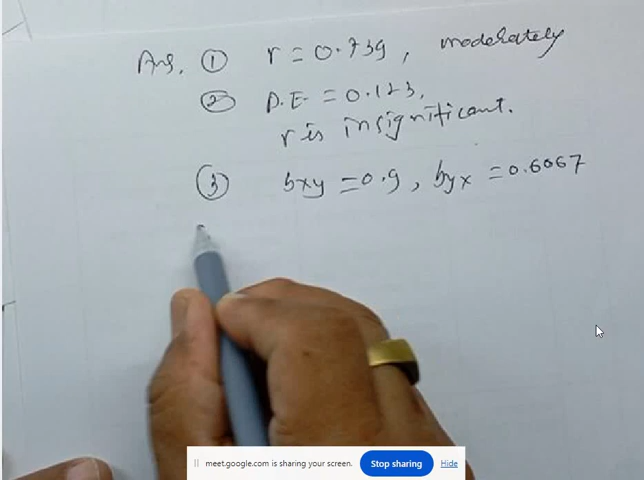 Ans. ① r = 0.739, moderately
② P.E. = 0.123,
r is insignificant.
③ bxy = 0.9, byx = 0.6067
meet.google.com is sharing your screen. Stop sharing Hide